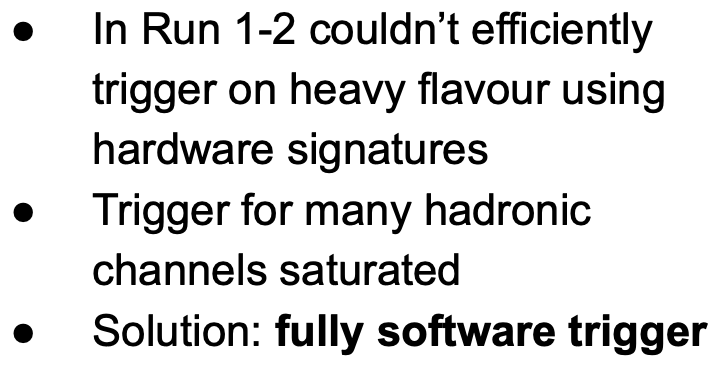 ● In Run 1-2 couldn’t efficiently
trigger on heavy flavour using
hardware signatures
● Trigger for many hadronic
channels saturated
● Solution: fully software trigger